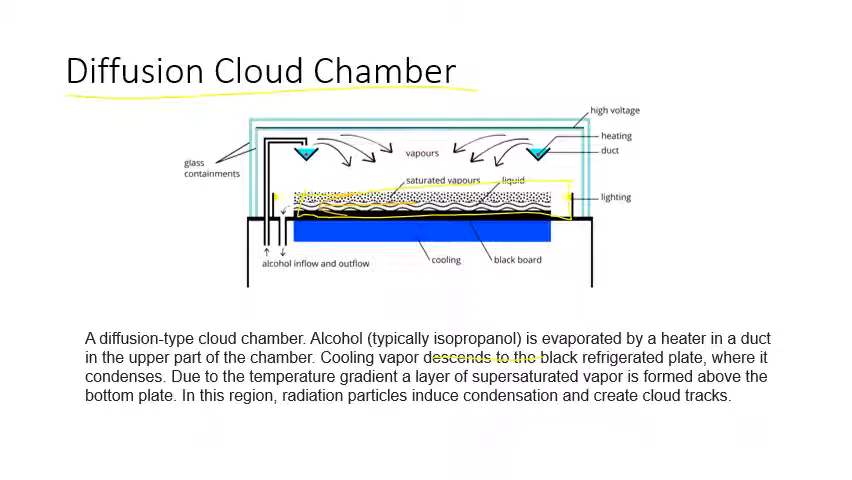 Diffusion Cloud Chamber
high voltage
heating
duct
glass
containments
vapours
saturated vapours
liquid
lighting
alcohol inflow and outflow
cooling
black board
A diffusion-type cloud chamber. Alcohol (typically isopropanol) is evaporated by a heater in a duct
in the upper part of the chamber. Cooling vapor descends to the black refrigerated plate, where it
condenses. Due to the temperature gradient a layer of supersaturated vapor is formed above the
bottom plate. In this region, radiation particles induce condensation and create cloud tracks.